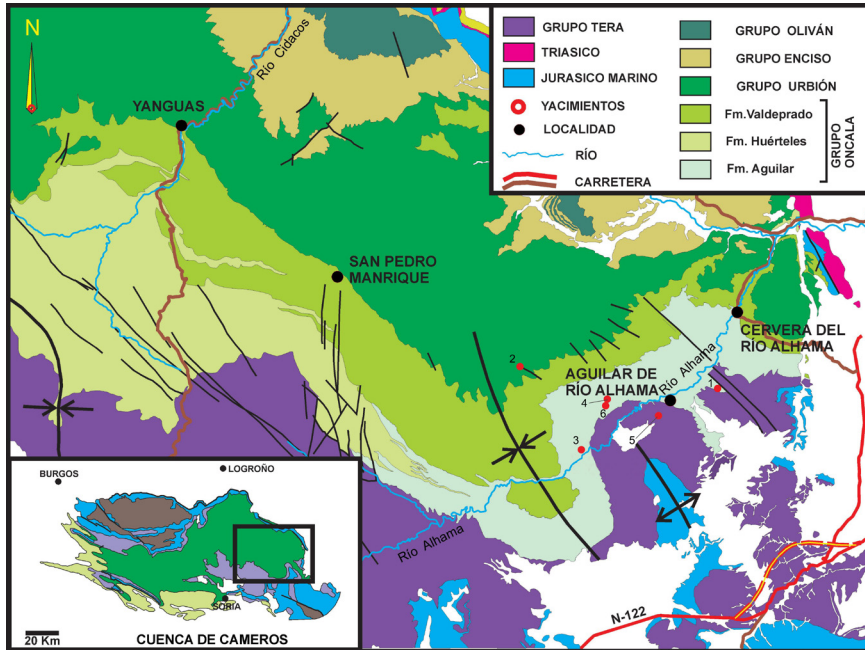 N
Río Cidacos
YANGUAS
SAN PEDRO
MANRIQUE
CERVERA DEL
RÍO ALHAMA
AGUILAR DE
RÍO ALHAMA
Río Alhama
Río Alhama
1
2
3
4
5
6
N-122
GRUPO TERA
TRIASICO
JURASICO MARINO
YACIMIENTOS
LOCALIDAD
RÍO
CARRETERA
GRUPO OLIVÁN
GRUPO ENCISO
GRUPO URBIÓN
Fm.Valdeprado
Fm. Huérteles
Fm. Aguilar
GRUPO
ONCALA
BURGOS
LOGROÑO
SORIA
20 Km
CUENCA DE CAMEROS